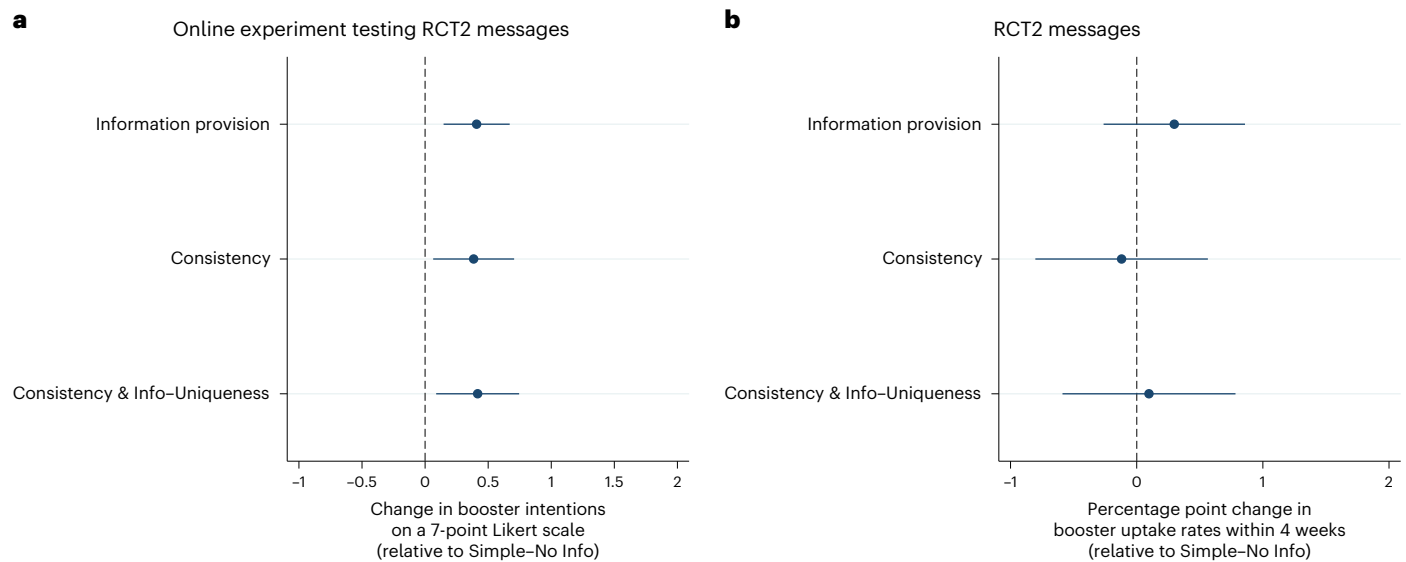 a
Online experiment testing RCT2 messages
Information provision
Consistency
Consistency & Info–Uniqueness
–1 –0.5 0 0.5 1 1.5 2
Change in booster intentions
on a 7-point Likert scale
(relative to Simple–No Info)
b
RCT2 messages
Information provision
Consistency
Consistency & Info–Uniqueness
–1 0 1 2
Percentage point change in
booster uptake rates within 4 weeks
(relative to Simple–No Info)